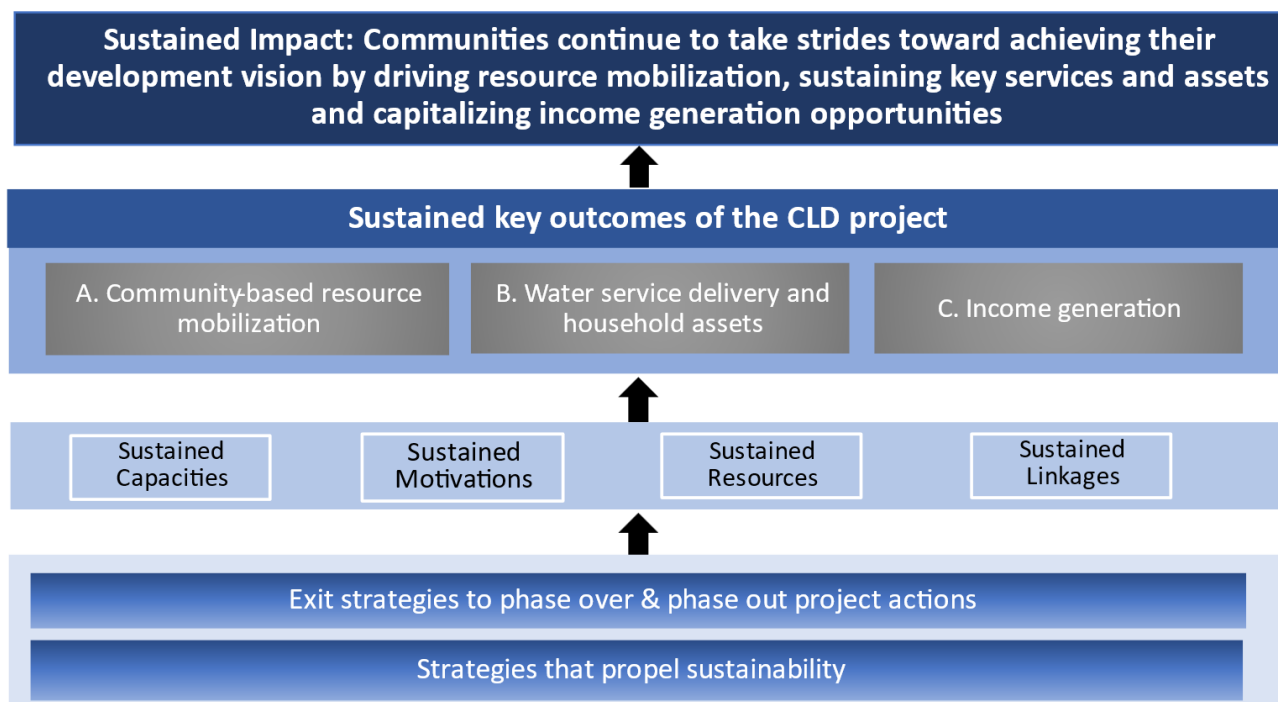 Sustained Impact: Communities continue to take strides toward achieving their
development vision by driving resource mobilization, sustaining key services and assets
and capitalizing income generation opportunities
Sustained key outcomes of the CLD project
A. Community-based resource
mobilization
B. Water service delivery and
household assets
C. Income generation
Sustained
Capacities
Sustained
Motivations
Sustained
Resources
Sustained
Linkages
Exit strategies to phase over & phase out project actions
Strategies that propel sustainability